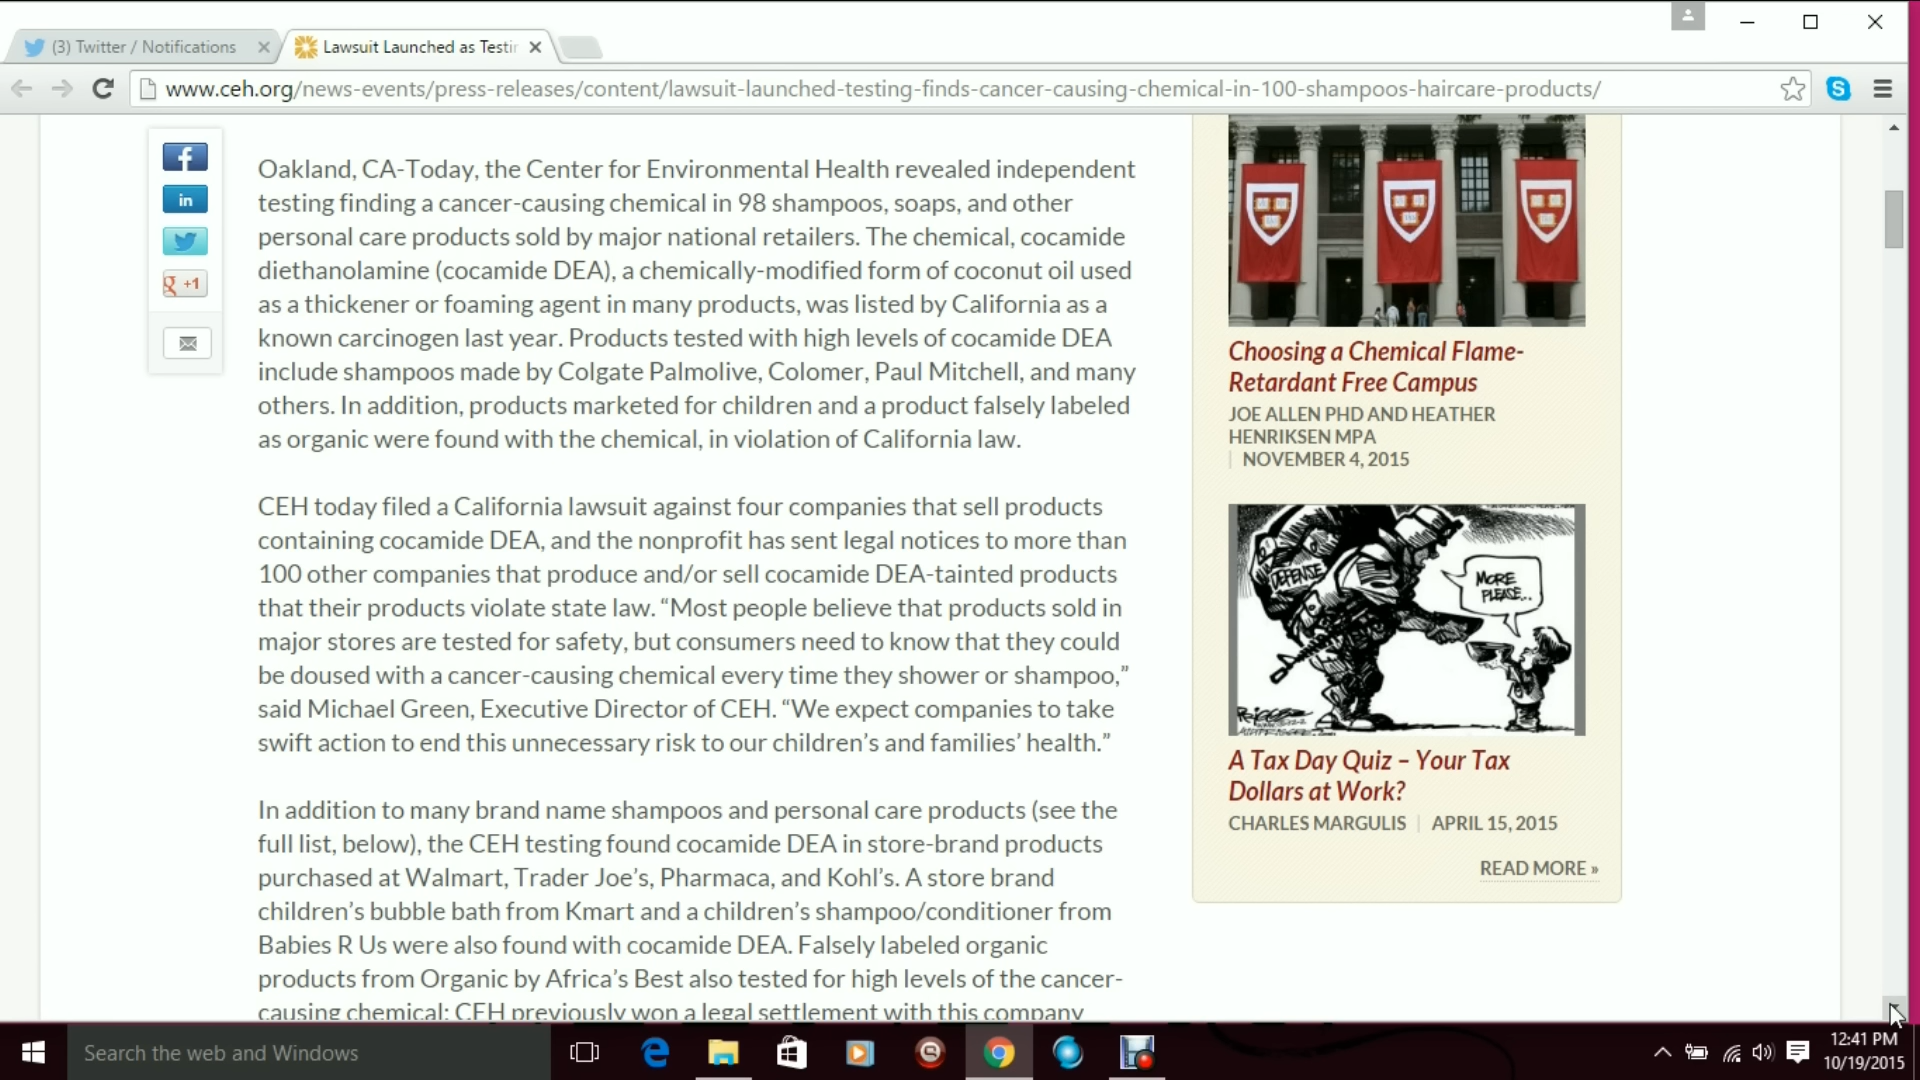 (3) Twitter / Notifications
Lawsuit Launched as Testin
www.ceh.org/news-events/press-releases/content/lawsuit-launched-testing-finds-cancer-causing-chemical-in-100-shampoos-haircare-products/
f
in
g +1
Oakland, CA-Today, the Center for Environmental Health revealed independent
testing finding a cancer-causing chemical in 98 shampoos, soaps, and other
personal care products sold by major national retailers. The chemical, cocamide
diethanolamine (cocamide DEA), a chemically-modified form of coconut oil used
as a thickener or foaming agent in many products, was listed by California as a
known carcinogen last year. Products tested with high levels of cocamide DEA
include shampoos made by Colgate Palmolive, Colomer, Paul Mitchell, and many
others. In addition, products marketed for children and a product falsely labeled
as organic were found with the chemical, in violation of California law.
CEH today filed a California lawsuit against four companies that sell products
containing cocamide DEA, and the nonprofit has sent legal notices to more than
100 other companies that produce and/or sell cocamide DEA-tainted products
that their products violate state law. “Most people believe that products sold in
major stores are tested for safety, but consumers need to know that they could
be doused with a cancer-causing chemical every time they shower or shampoo,”
said Michael Green, Executive Director of CEH. “We expect companies to take
swift action to end this unnecessary risk to our children’s and families’ health.”
In addition to many brand name shampoos and personal care products (see the
full list, below), the CEH testing found cocamide DEA in store-brand products
purchased at Walmart, Trader Joe’s, Pharmaca, and Kohl’s. A store brand
children’s bubble bath from Kmart and a children’s shampoo/conditioner from
Babies R Us were also found with cocamide DEA. Falsely labeled organic
products from Organic by Africa’s Best also tested for high levels of the cancer-
causing chemical; CEH previously won a legal settlement with this company
Choosing a Chemical Flame-
Retardant Free Campus
JOE ALLEN PHD AND HEATHER
HENRIKSEN MPA
| NOVEMBER 4, 2015
DEFENSE
MORE
PLEASE...
A Tax Day Quiz – Your Tax
Dollars at Work?
CHARLES MARGULIS | APRIL 15, 2015
READ MORE »
Search the web and Windows
12:41 PM
10/19/2015